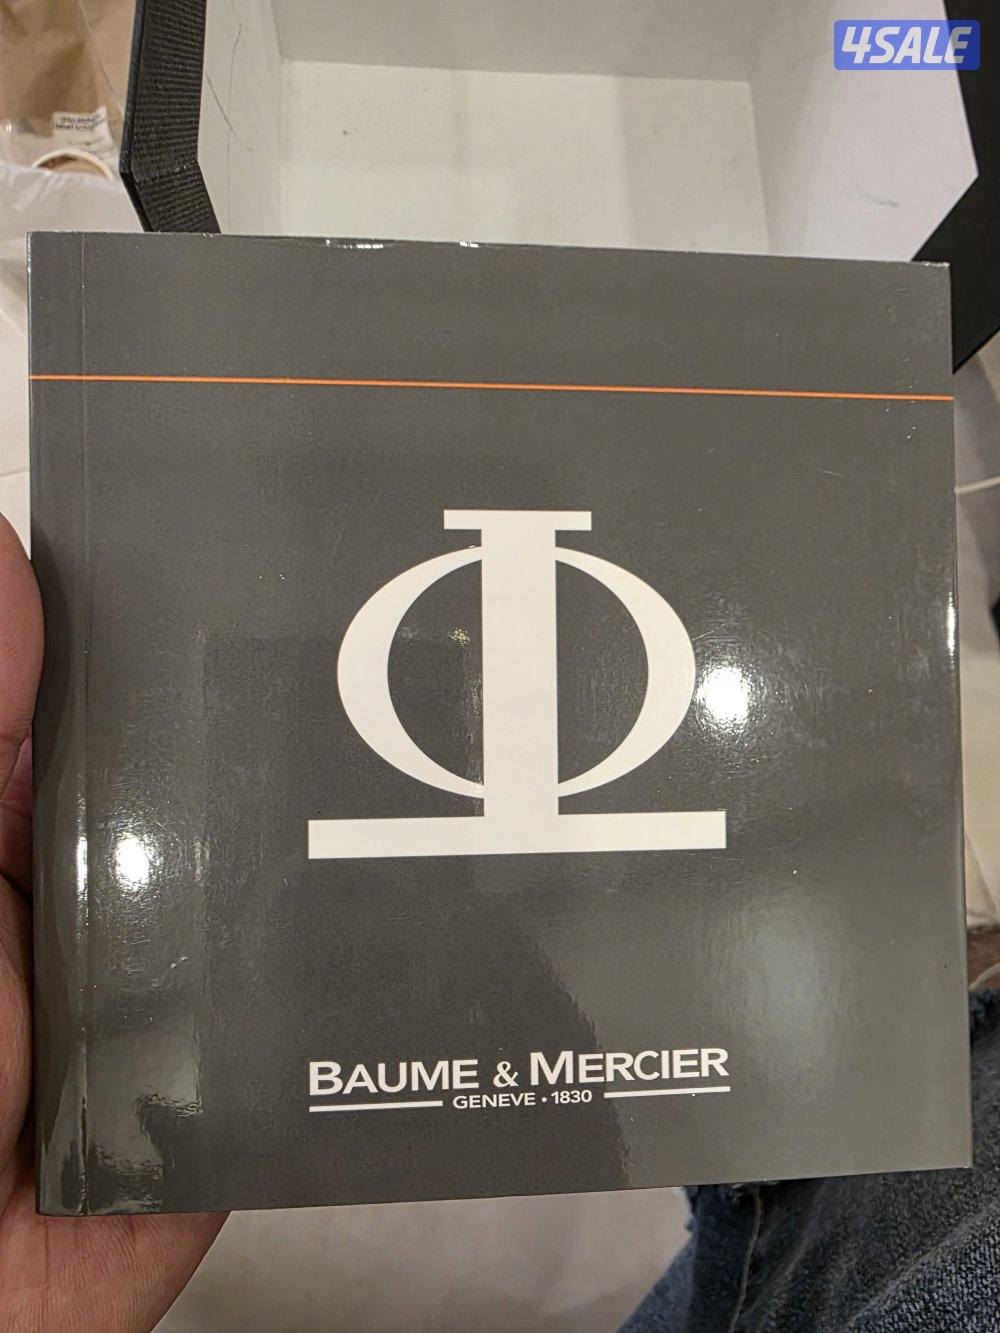 4SALE
Φ
BAUME & MERCIER
GENEVE • 1830